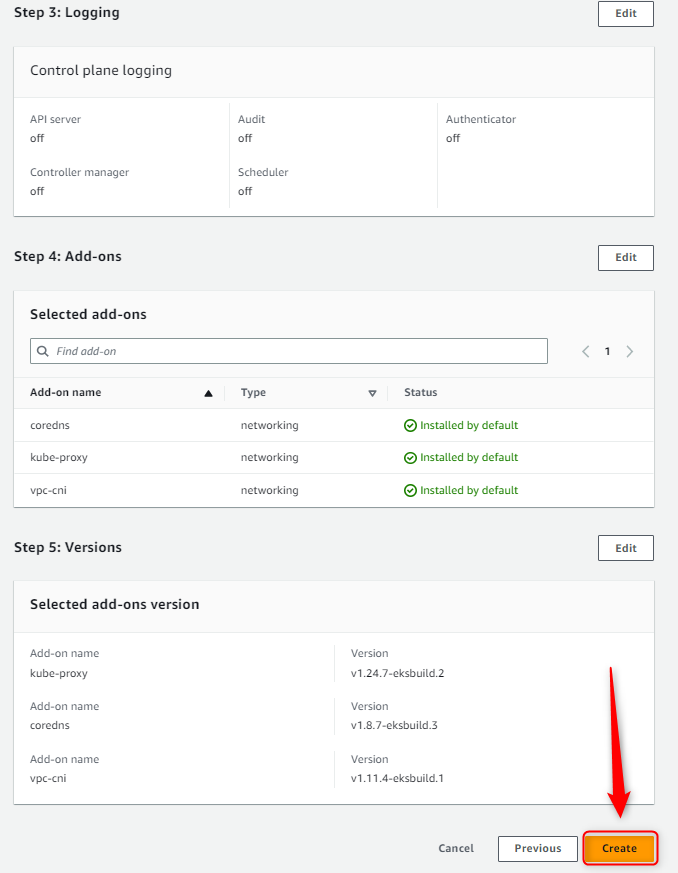 Step 3: Logging
Edit
Control plane logging
API server
off
Audit
off
Authenticator
off
Controller manager
off
Scheduler
off
Step 4: Add-ons
Edit
Selected add-ons
Find add-on
1
Add-on name Type Status
coredns networking Installed by default
kube-proxy networking Installed by default
vpc-cni networking Installed by default
Step 5: Versions
Edit
Selected add-ons version
Add-on name Version
kube-proxy v1.24.7-eksbuild.2
Add-on name Version
coredns v1.8.7-eksbuild.3
Add-on name Version
vpc-cni v1.11.4-eksbuild.1
Cancel Previous Create